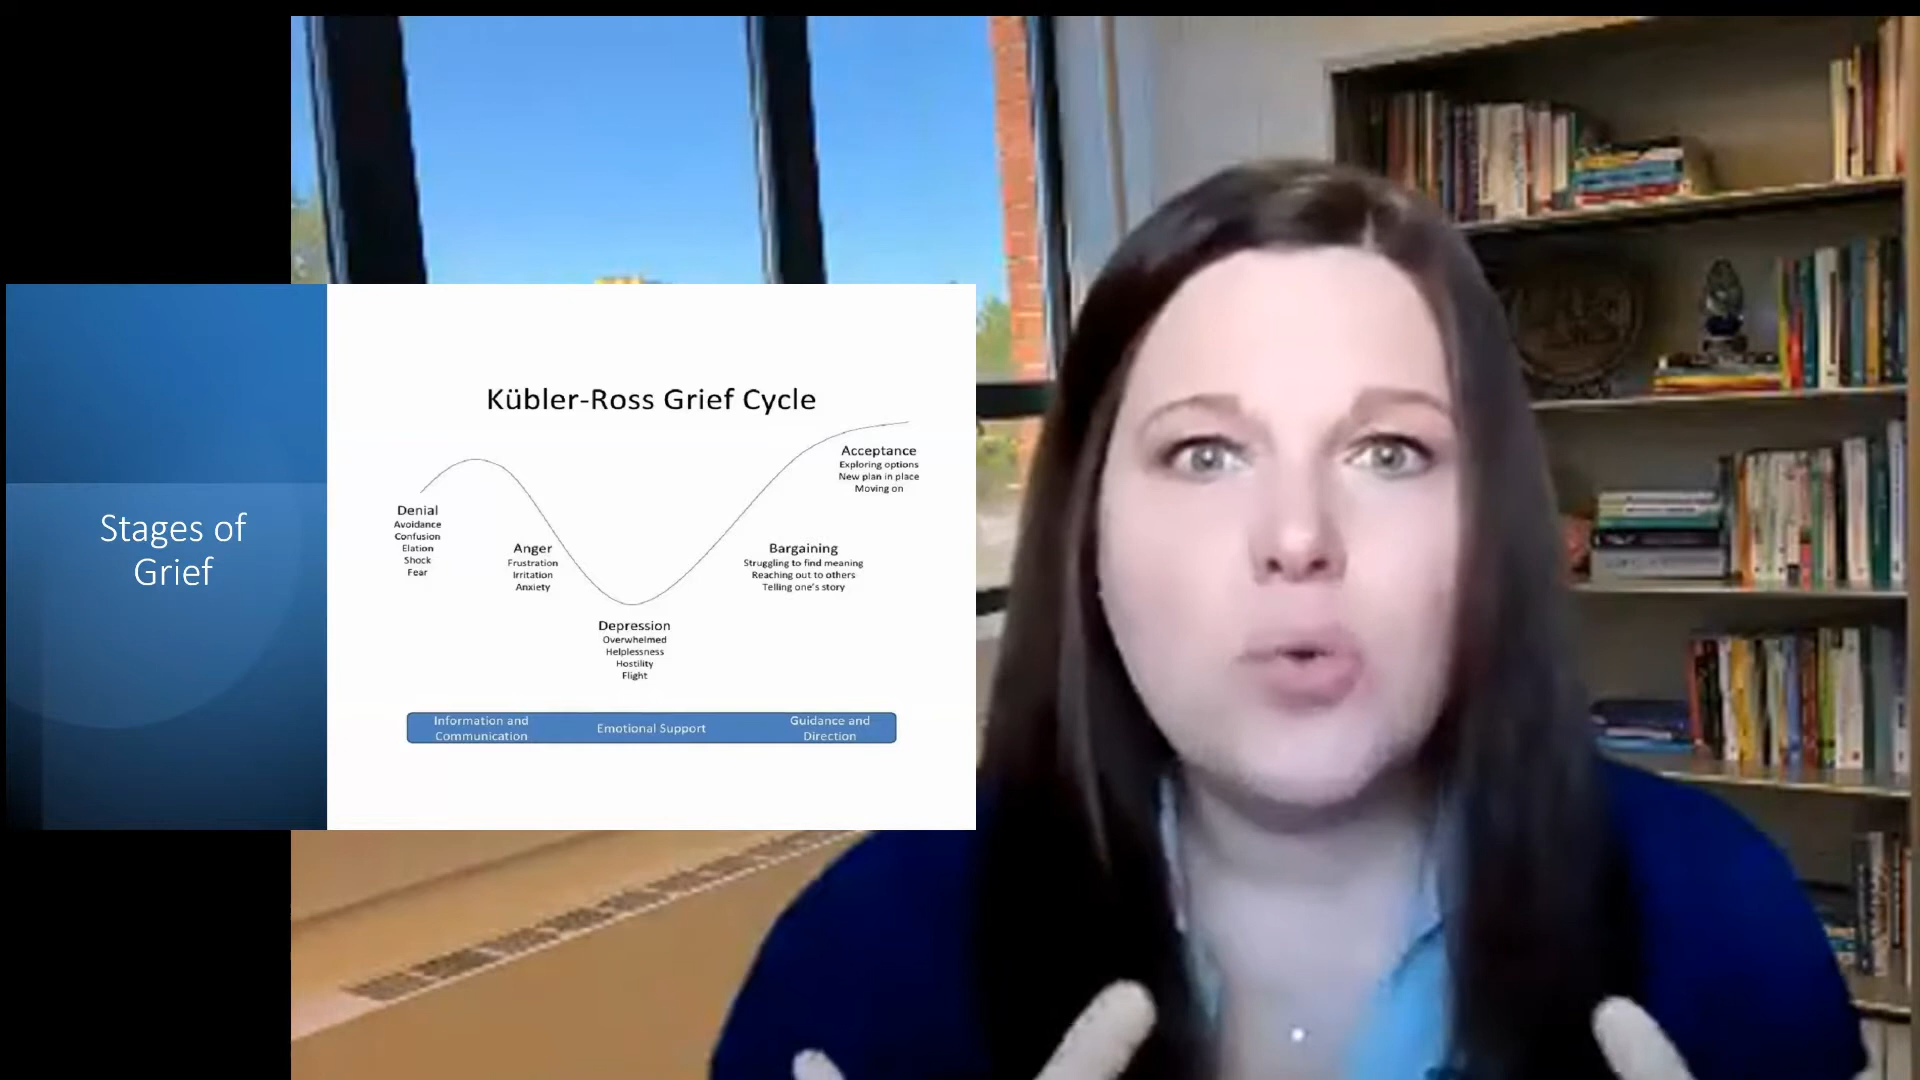 Stages of
Grief
Kübler-Ross Grief Cycle
Denial
Avoidance
Confusion
Elation
Shock
Fear
Anger
Frustration
Irritation
Anxiety
Depression
Overwhelmed
Helplessness
Hostility
Flight
Bargaining
Struggling to find meaning
Reaching out to others
Telling one's story
Acceptance
Exploring options
New plan in place
Moving on
Information and
Communication
Emotional Support
Guidance and
Direction